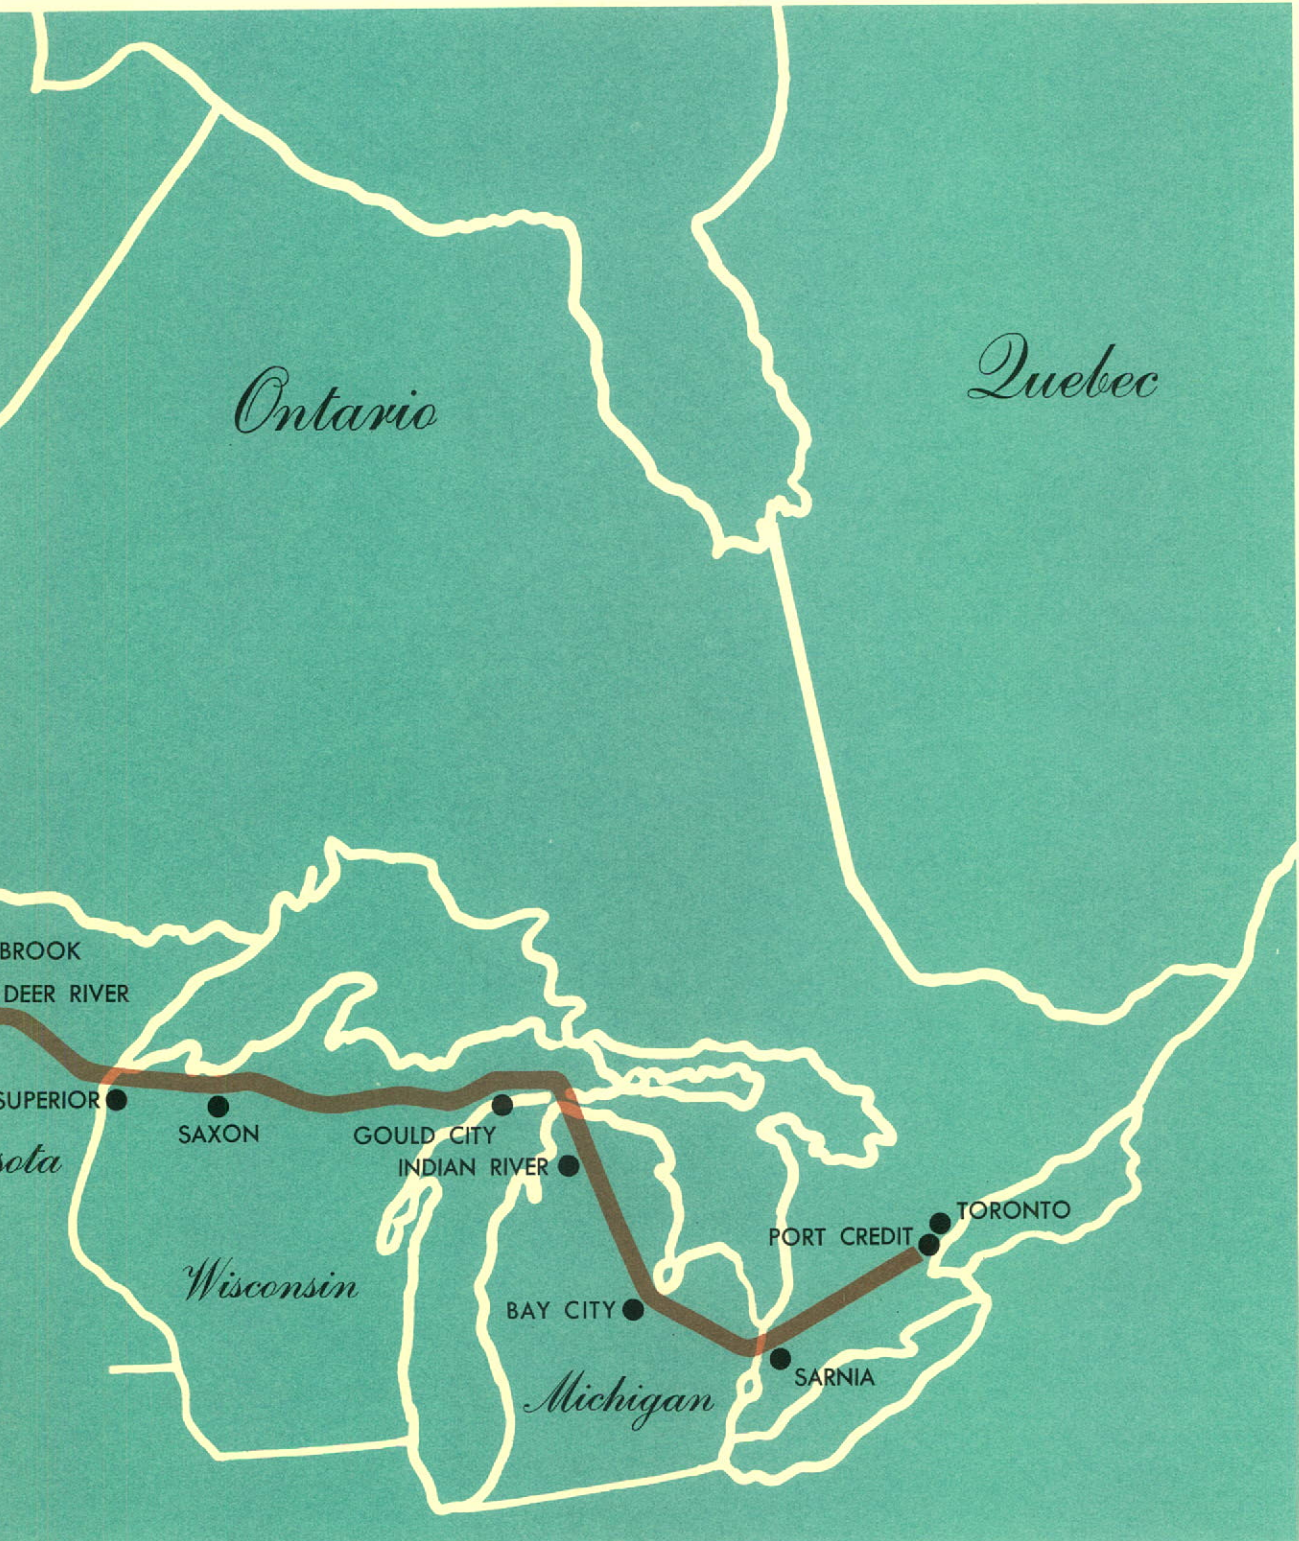 Ontario
Quebec
BROOK
DEER RIVER
SUPERIOR
SAXON
GOULD CITY
INDIAN RIVER
sota
TORONTO
PORT CREDIT
Wisconsin
BAY CITY
SARNIA
Michigan